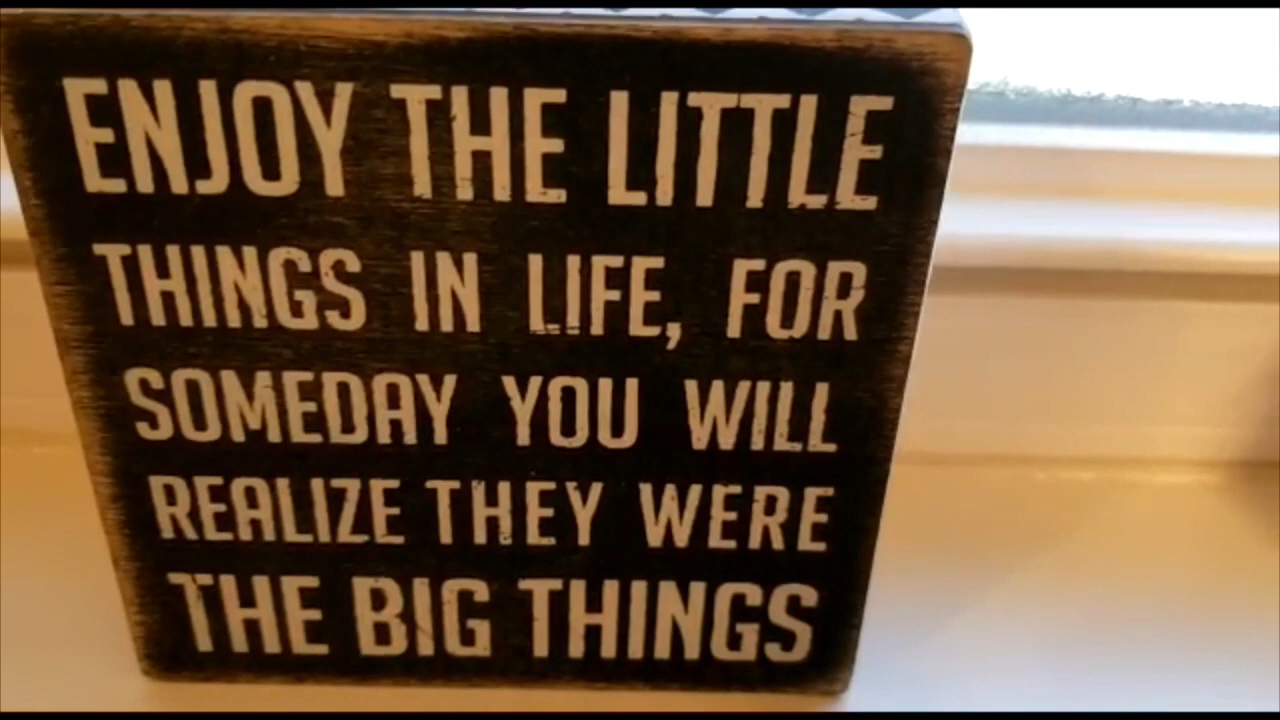 ENJOY THE LITTLE
THINGS IN LIFE, FOR
SOMEDAY YOU WILL
REALIZE THEY WERE
THE BIG THINGS